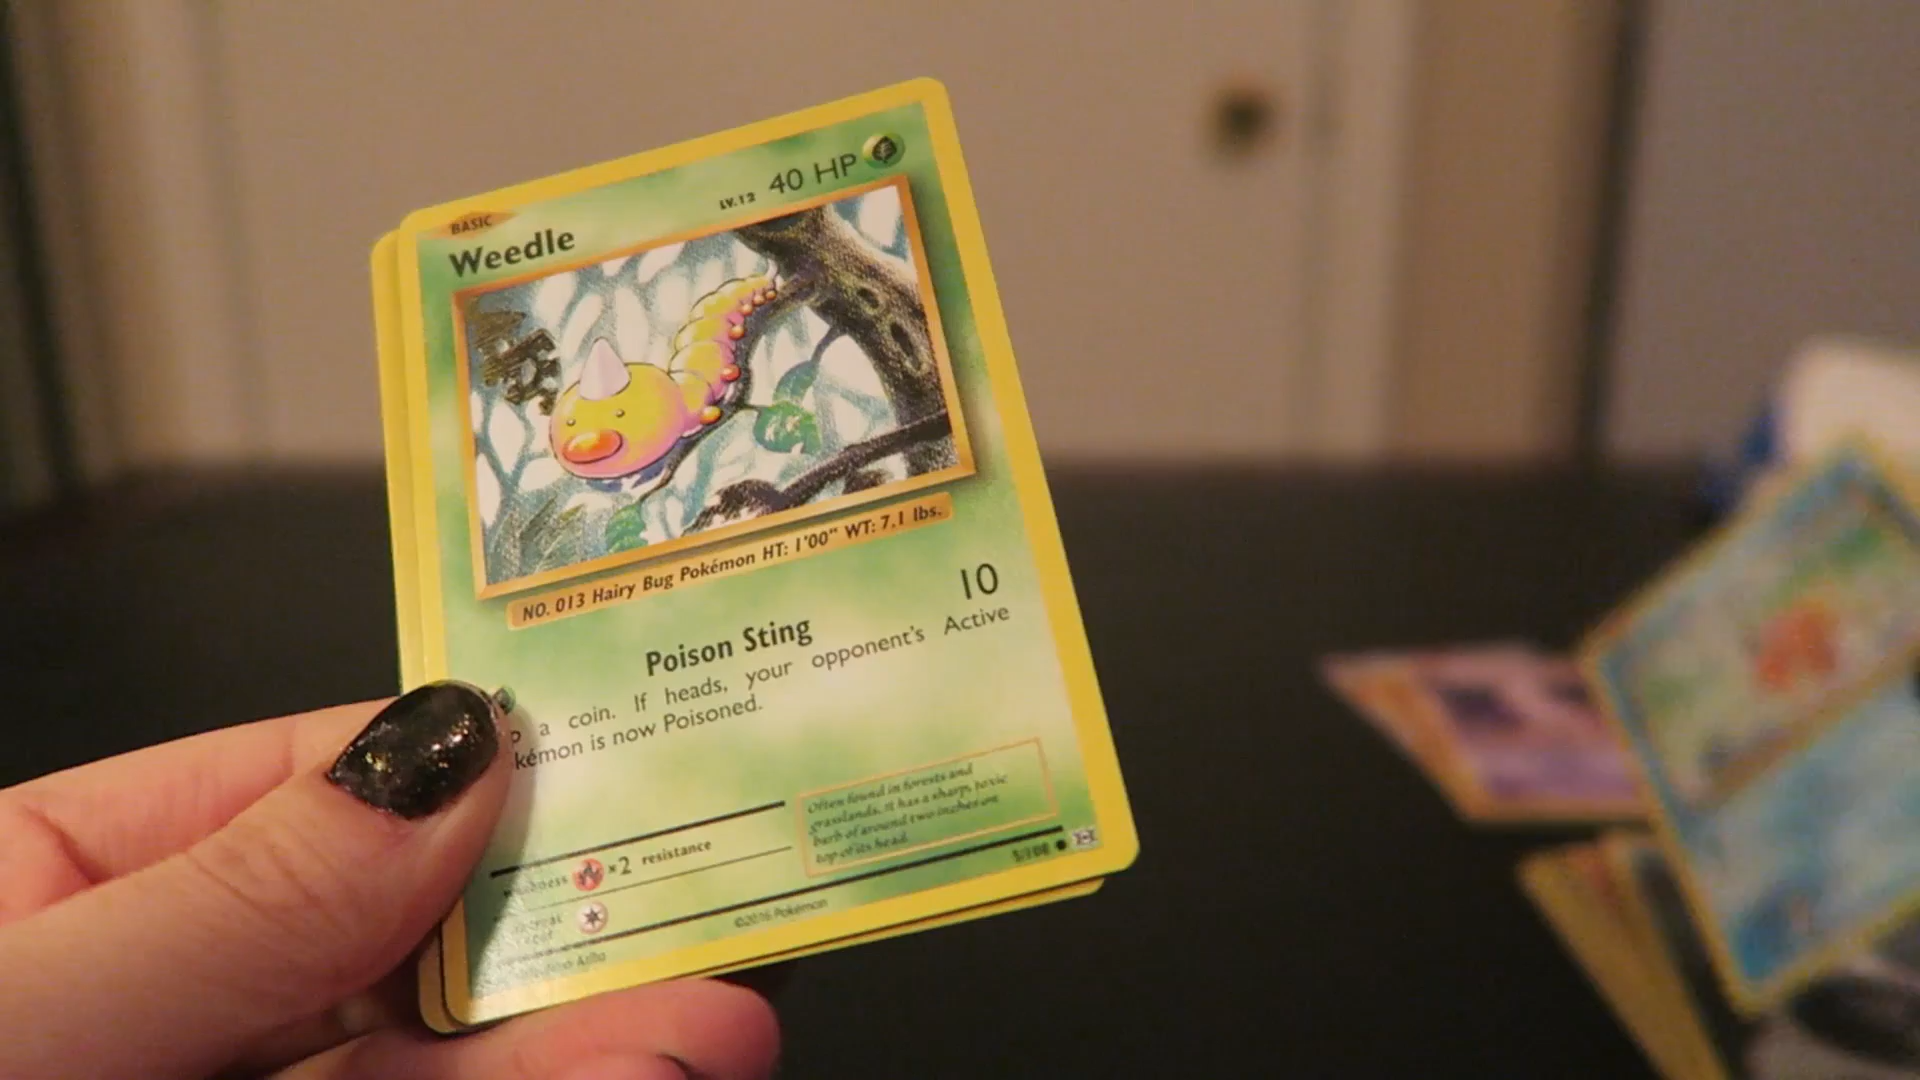 BASIC
Weedle
LV.12 40 HP
NO. 013 Hairy Bug Pokémon HT: 1'00" WT: 7.1 lbs.
Poison Sting 10
a coin. If heads, your opponent's Active
kémon is now Poisoned.
Often found in forests and
grasslands. It has a sharp, toxic
barb of around two inches on
top of its head.
×2 resistance
5/108
©2016 Pokémon